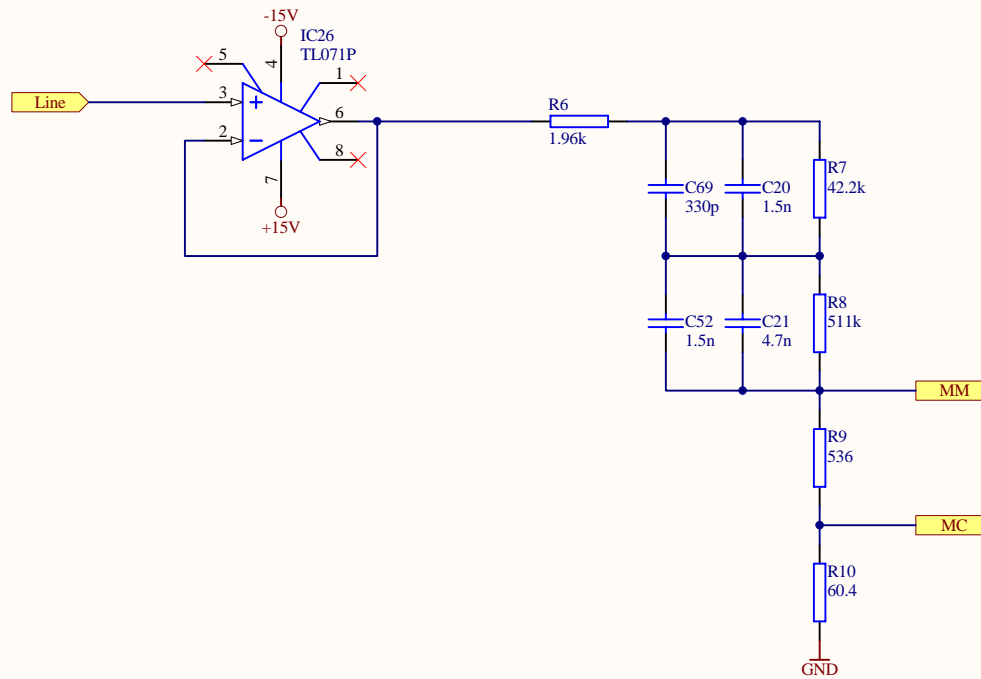 -15V
IC26
TL071P
5
4
1
Line
3
+
6
2
-
8
7
+15V
R6
1.96k
C69
330p
C20
1.5n
R7
42.2k
C52
1.5n
C21
4.7n
R8
511k
MM
R9
536
MC
R10
60.4
GND